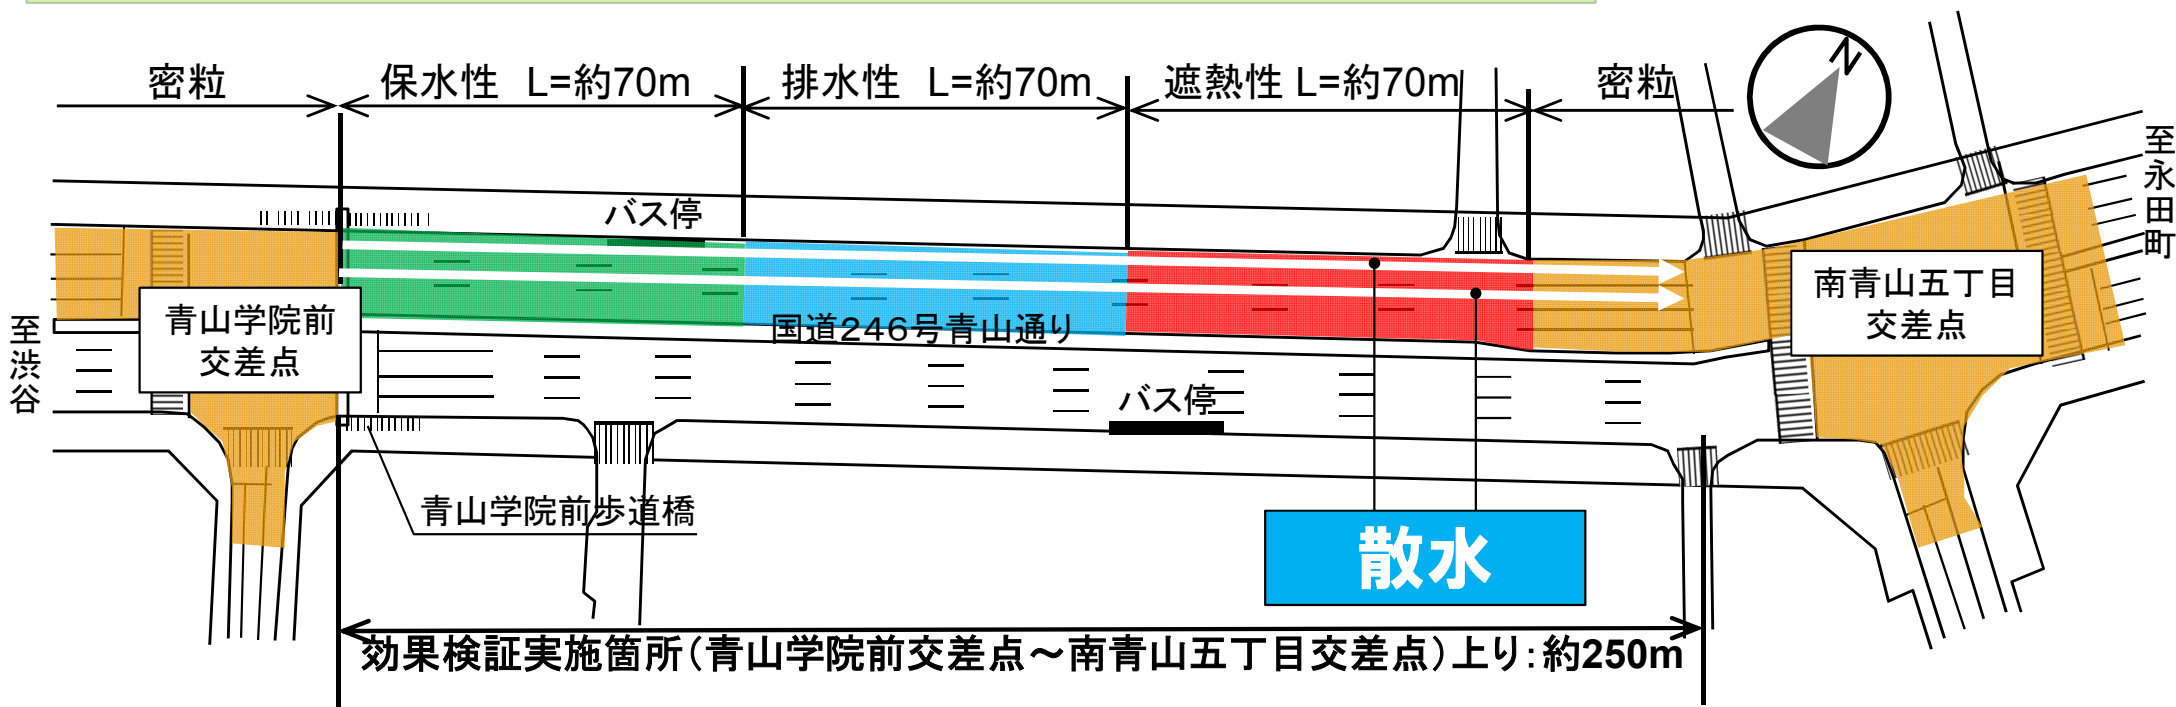 密粒
保水性 L=約70m
排水性 L=約70m
遮熱性 L=約70m
密粒
N
至永田町
バス停
青山学院前
交差点
南青山五丁目
交差点
国道246号青山通り
至渋谷
バス停
青山学院前歩道橋
散水
効果検証実施箇所(青山学院前交差点～南青山五丁目交差点)上り:約250m